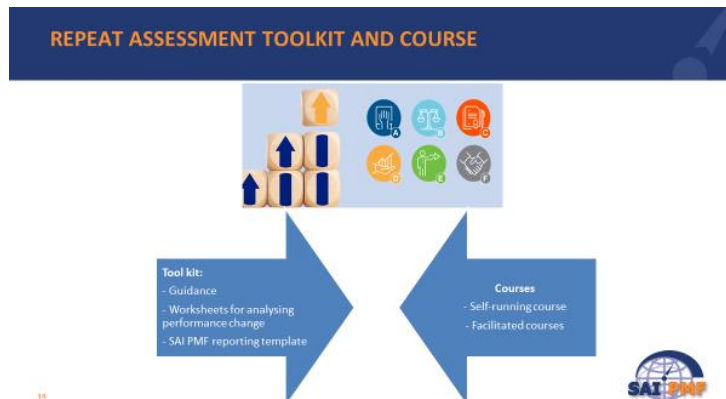 REPEAT ASSESSMENT TOOLKIT AND COURSE
A
B
C
D
E
F
Tool kit:
- Guidance
- Worksheets for analysing
performance change
- SAI PMF reporting template
Courses
- Self-running course
- Facilitated courses
SAI PMF